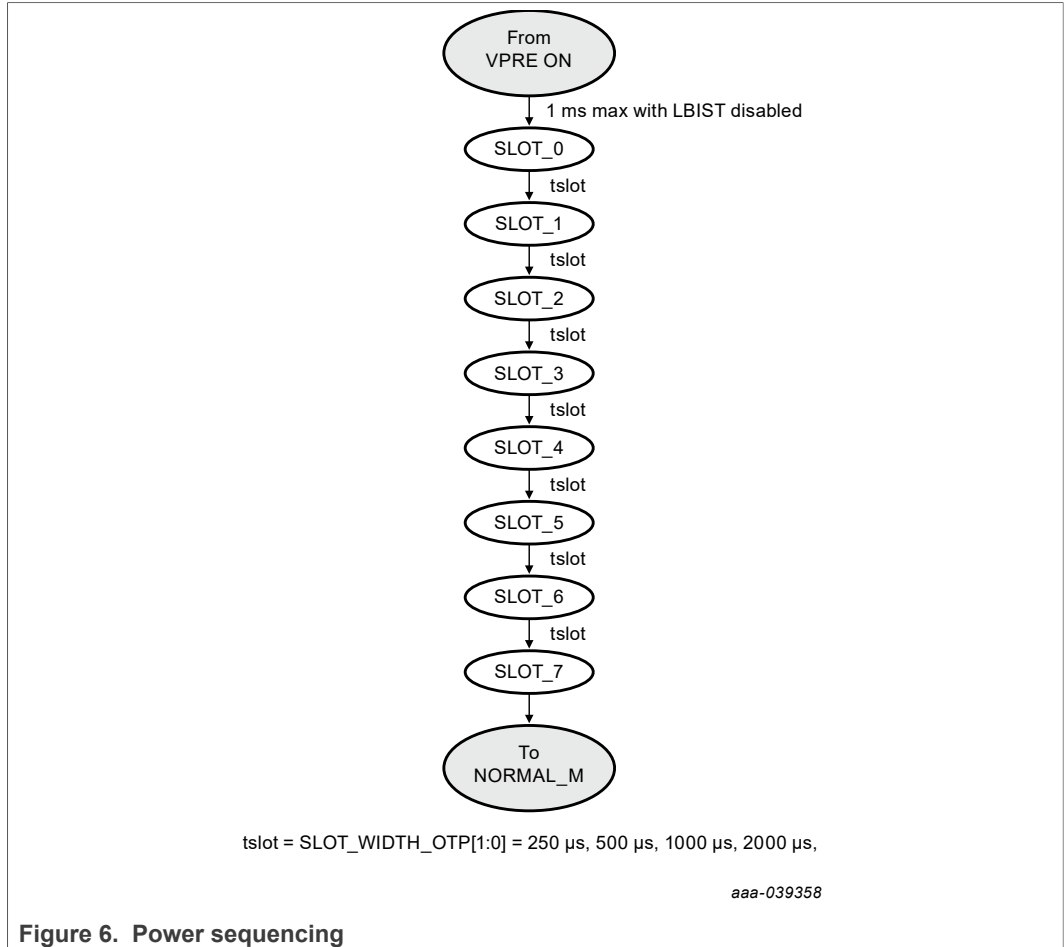 From
VPRE ON
1 ms max with LBIST disabled
SLOT_0
tslot
SLOT_1
tslot
SLOT_2
tslot
SLOT_3
tslot
SLOT_4
tslot
SLOT_5
tslot
SLOT_6
tslot
SLOT_7
To
NORMAL_M
tslot = SLOT_WIDTH_OTP[1:0] = 250 µs, 500 µs, 1000 µs, 2000 µs,
aaa-039358
Figure 6. Power sequencing